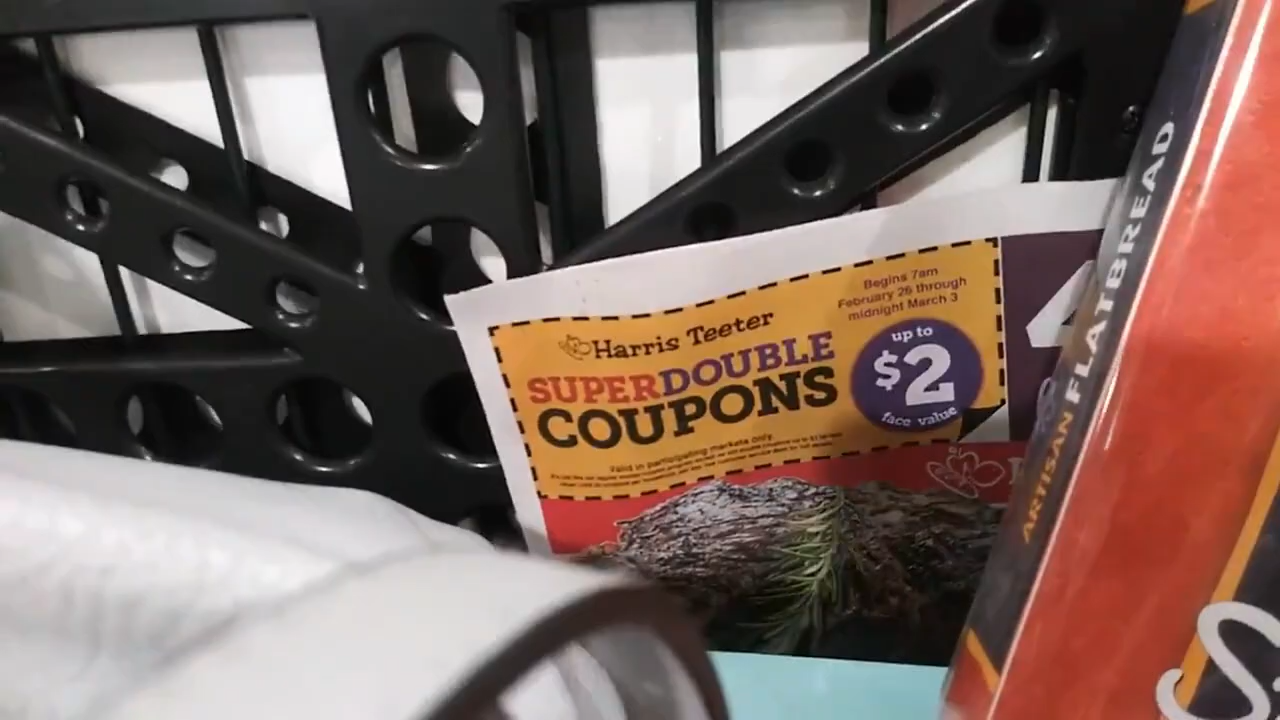 Begins 7am
February 26 through
midnight March 3
Harris Teeter
SUPERDOUBLE
COUPONS
up to
$2
face value
Valid in participating markets only.
4
ARTISAN FLATBREAD